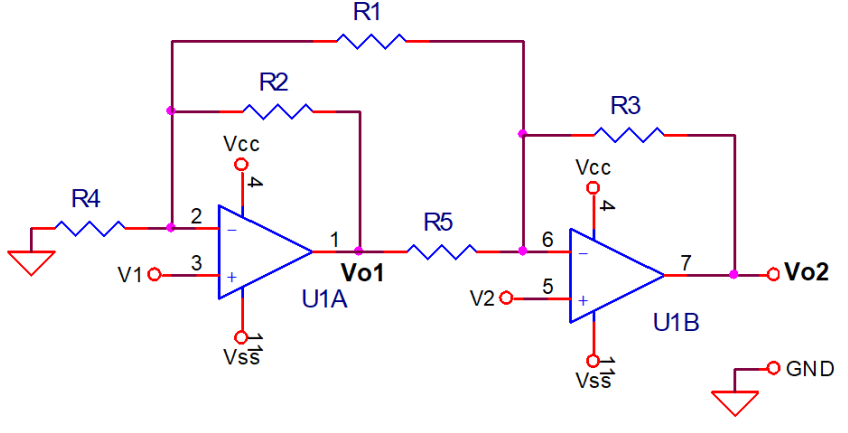 R1
R2
R3
Vcc
4
Vcc
4
R4
2
−
1
R5
6
−
7
V1
3
+
Vo1
V2
5
+
Vo2
U1A
U1B
11
Vss
11
Vss
GND